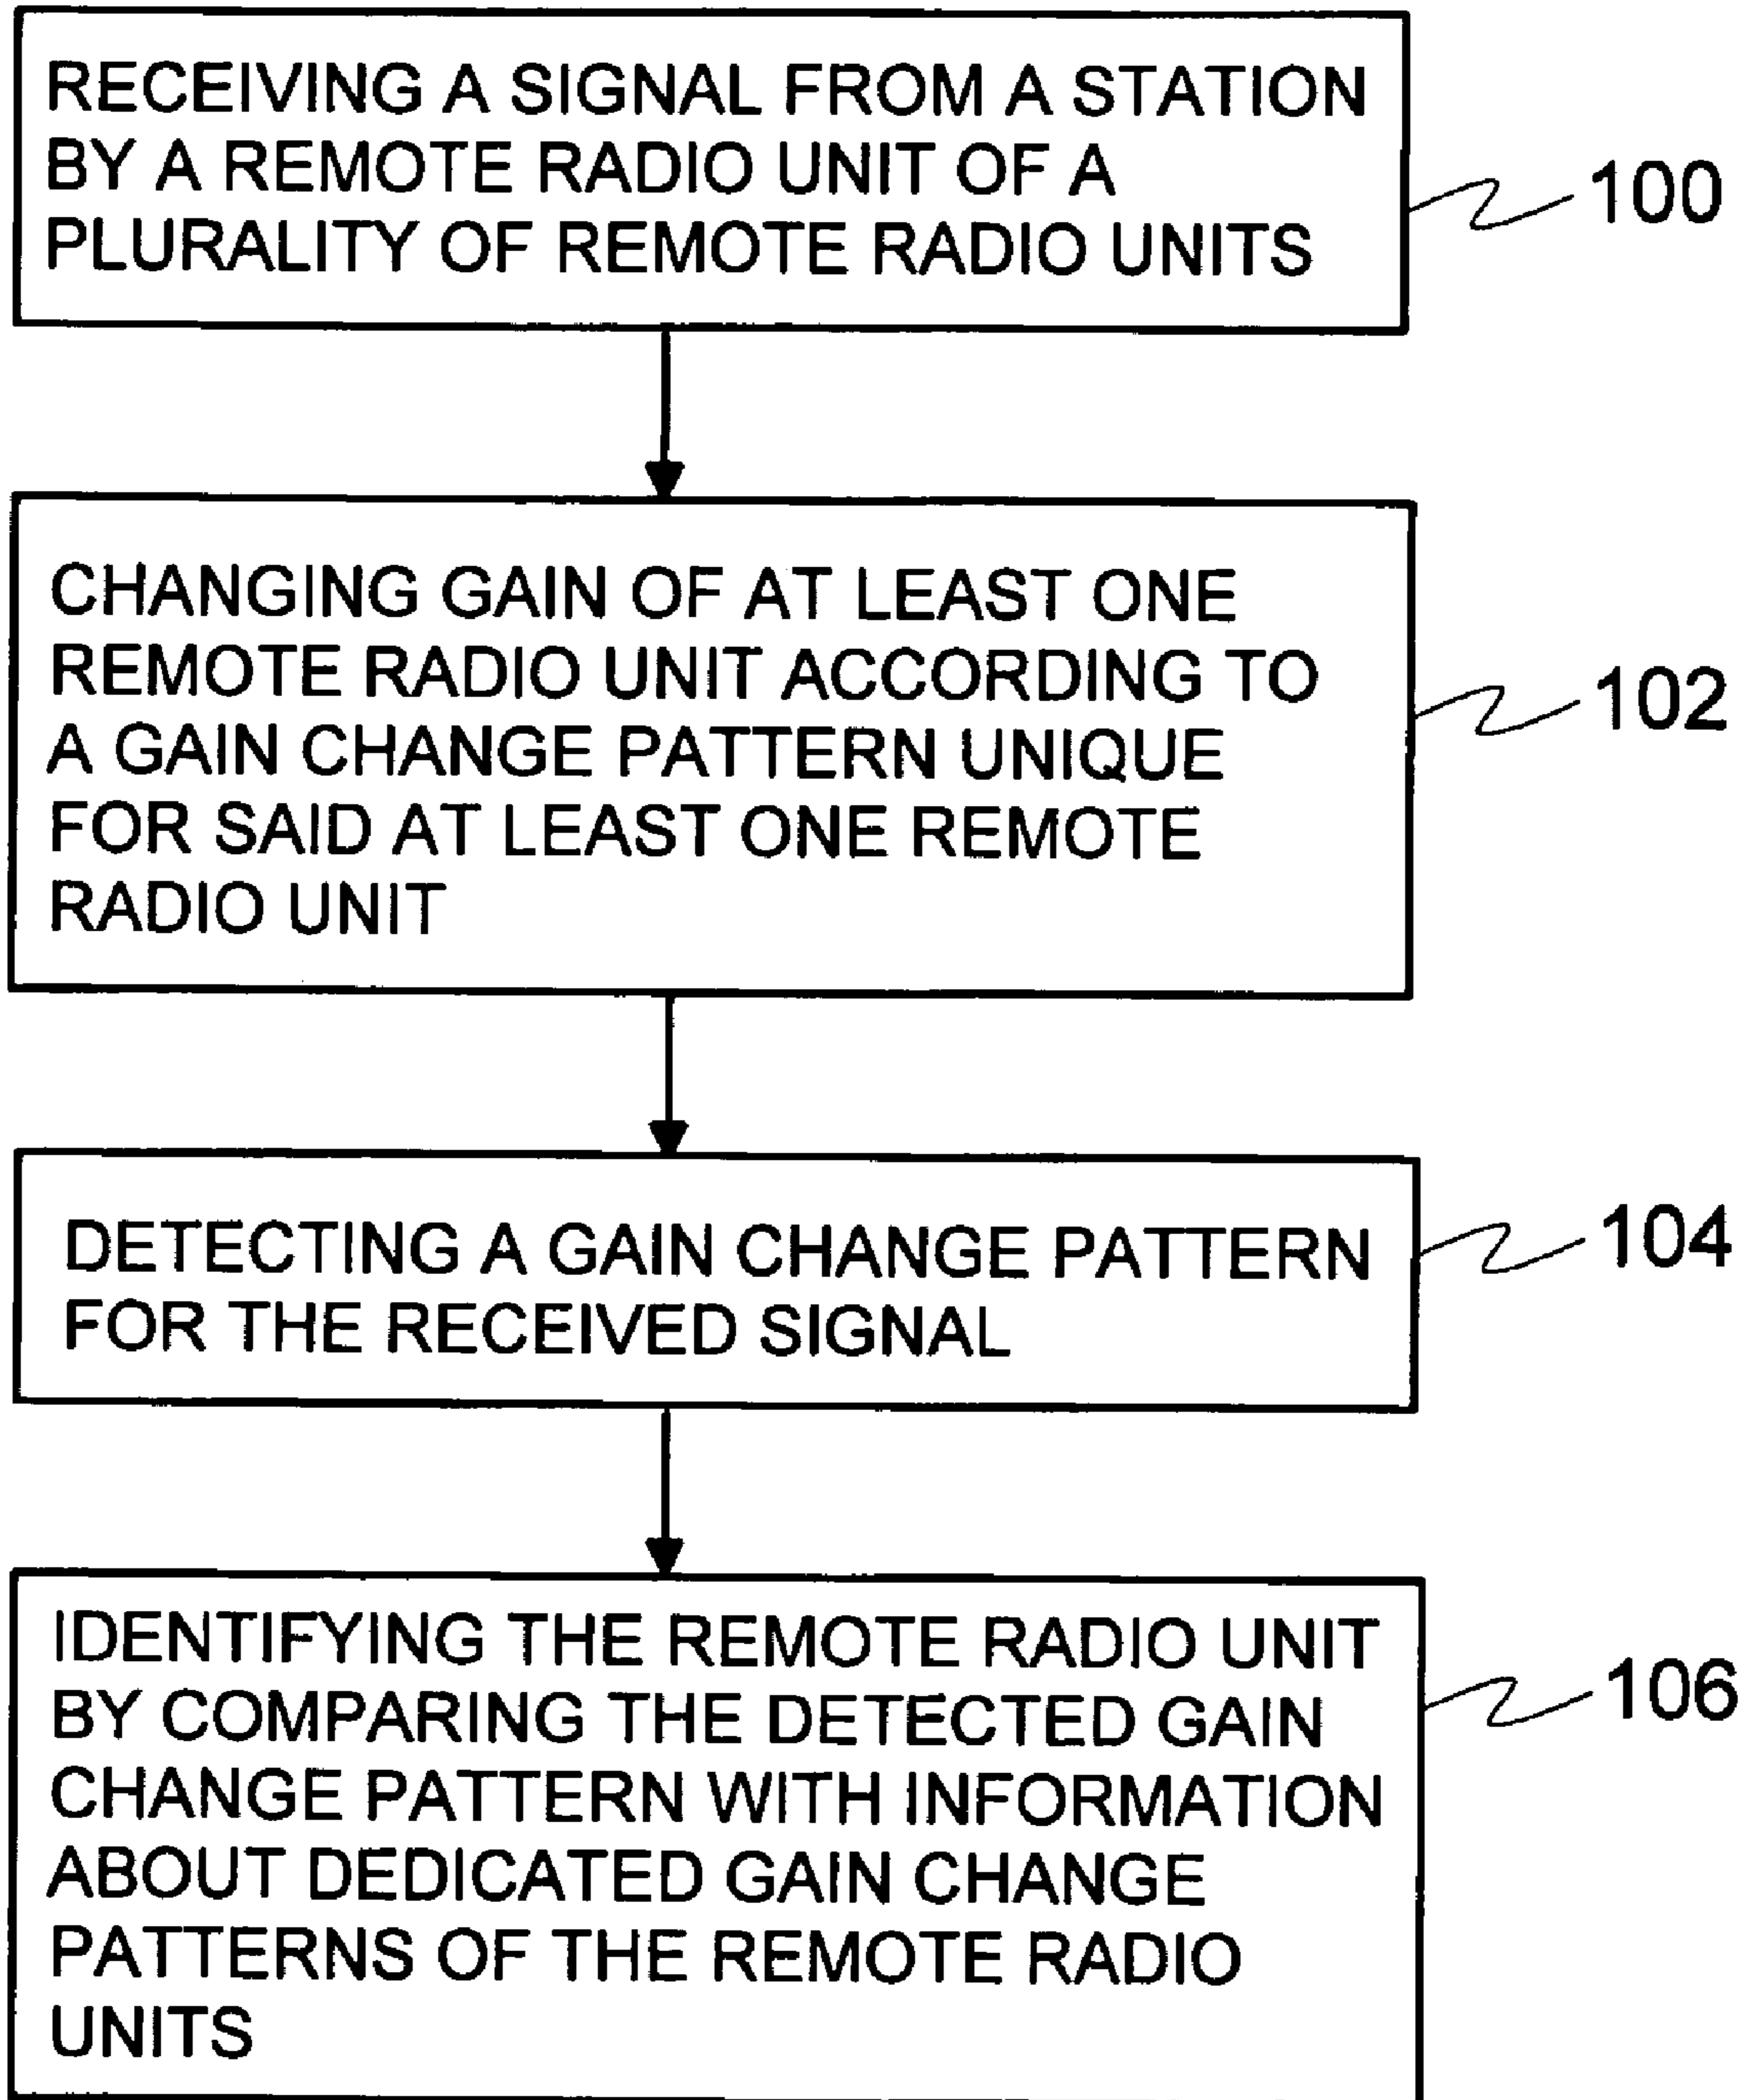 RECEIVING A SIGNAL FROM A STATION
BY A REMOTE RADIO UNIT OF A
PLURALITY OF REMOTE RADIO UNITS
100
CHANGING GAIN OF AT LEAST ONE
REMOTE RADIO UNIT ACCORDING TO
A GAIN CHANGE PATTERN UNIQUE
FOR SAID AT LEAST ONE REMOTE
RADIO UNIT
102
DETECTING A GAIN CHANGE PATTERN
FOR THE RECEIVED SIGNAL
104
IDENTIFYING THE REMOTE RADIO UNIT
BY COMPARING THE DETECTED GAIN
CHANGE PATTERN WITH INFORMATION
ABOUT DEDICATED GAIN CHANGE
PATTERNS OF THE REMOTE RADIO
UNITS
106